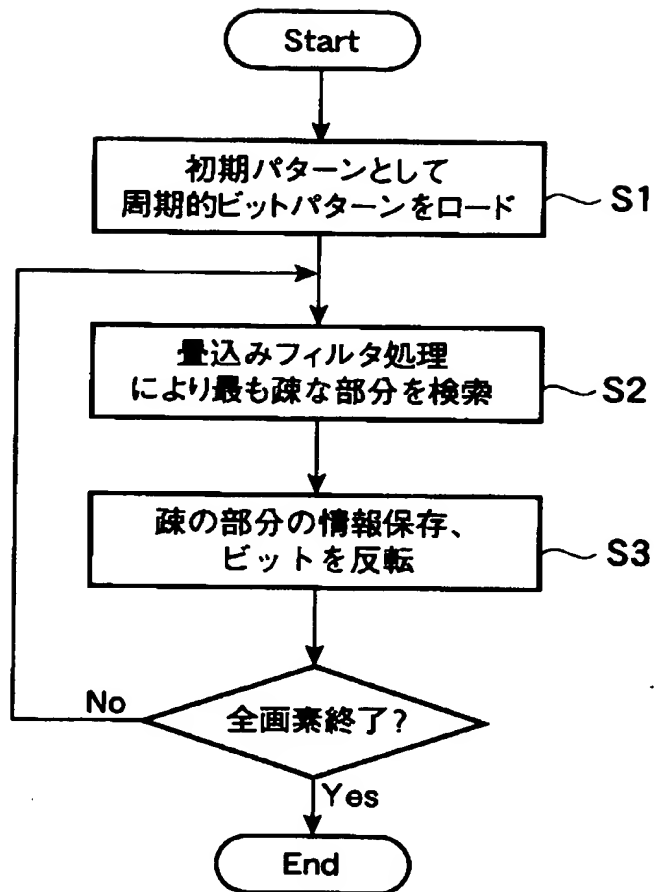 Start
初期パターンとして
周期的ビットパターンをロード
S1
畳込みフィルタ処理
により最も疎な部分を検索
S2
疎の部分の情報保存、
ビットを反転
S3
全画素終了?
No
Yes
End